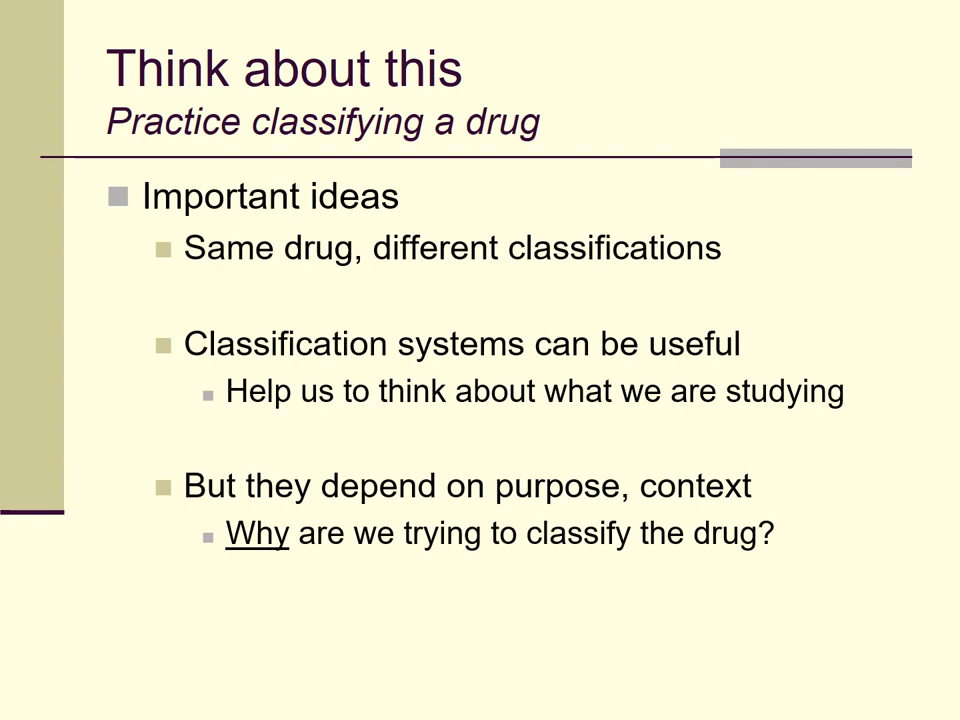 Think about this
Practice classifying a drug
Important ideas
Same drug, different classifications
Classification systems can be useful
Help us to think about what we are studying
But they depend on purpose, context
Why are we trying to classify the drug?